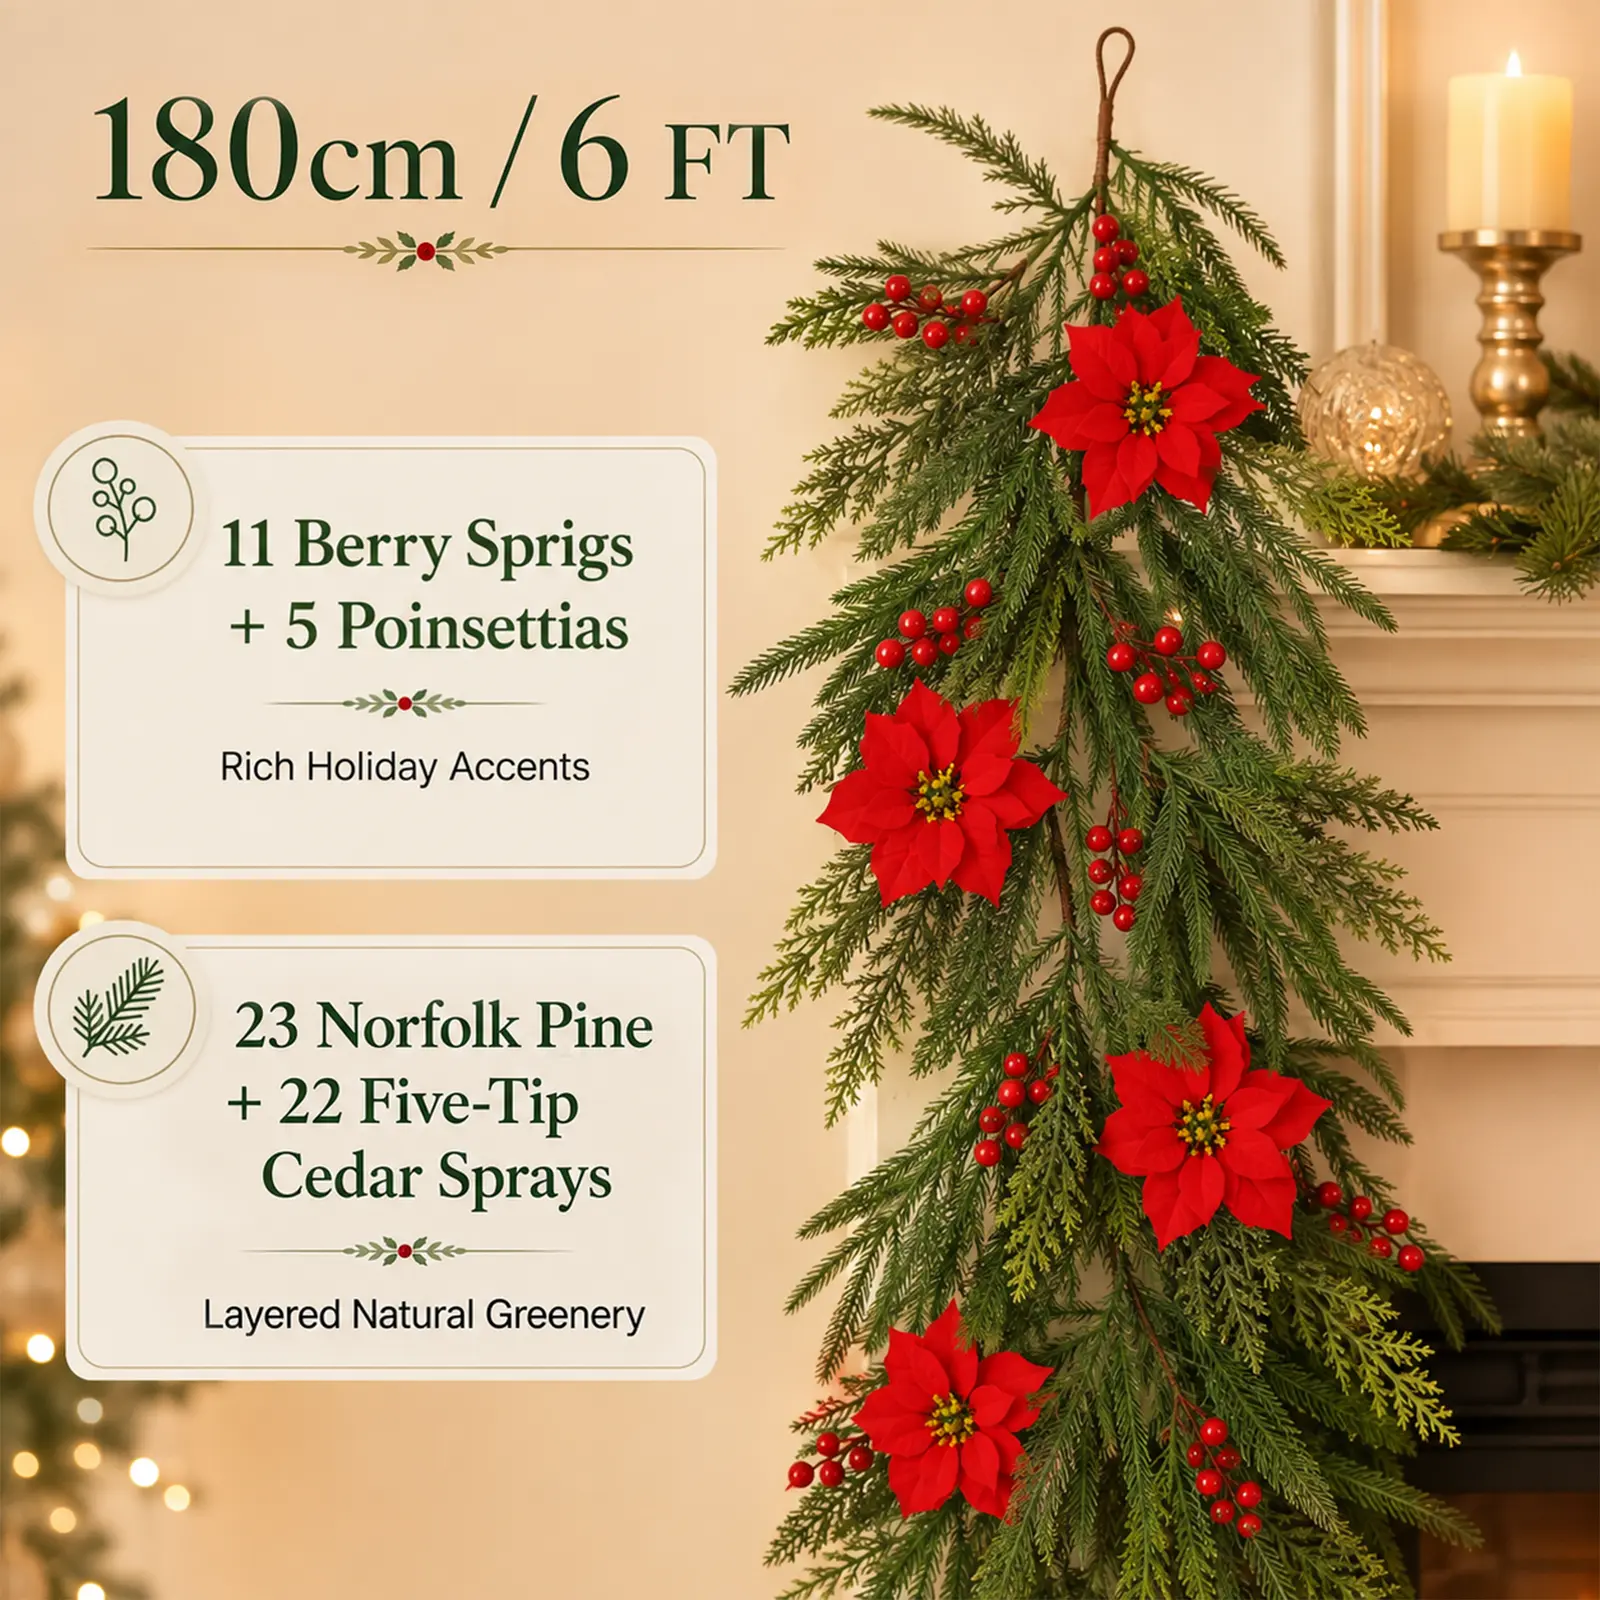 180cm / 6 FT
11 Berry Sprigs
+ 5 Poinsettias
Rich Holiday Accents
23 Norfolk Pine
+ 22 Five-Tip
Cedar Sprays
Layered Natural Greenery